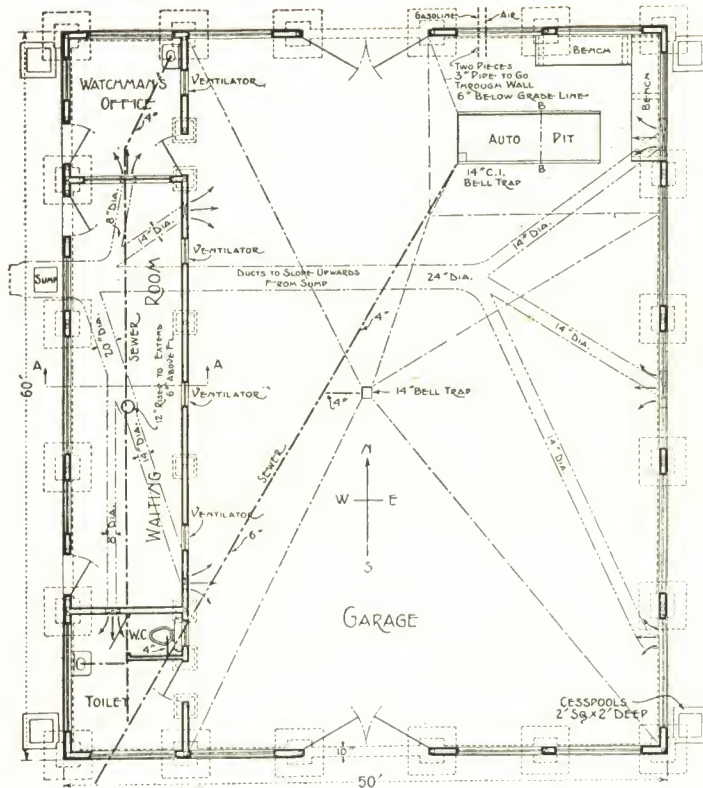 GASOLINE
AIR
BENCH
BENCH
TWO PIECES
3" PIPE TO GO
THROUGH WALL
6" BELOW GRADE LINE
WATCHMAN'S
OFFICE
4"
VENTILATOR
B
AUTO PIT
B
14" C.I.
BELL TRAP
8" DIA.
14" DIA.
VENTILATOR
14" DIA.
SUMP
DUCTS TO SLOPE UPWARDS
FROM SUMP
24" DIA.
20" DIA
SEWER
ROOM
12" RISER TO EXTEND
6" ABOVE FL.
4"
14" DIA.
A
A
60'
VENTILATOR
4"
14" BELL TRAP
14" DIA.
N
W E
S
SEWER
14" DIA.
WAITING
8" DIA.
VENTILATOR
6"
GARAGE
W.C.
4"
TOILET
CESSPOOLS
2' SQ. x 2' DEEP
10"
50'